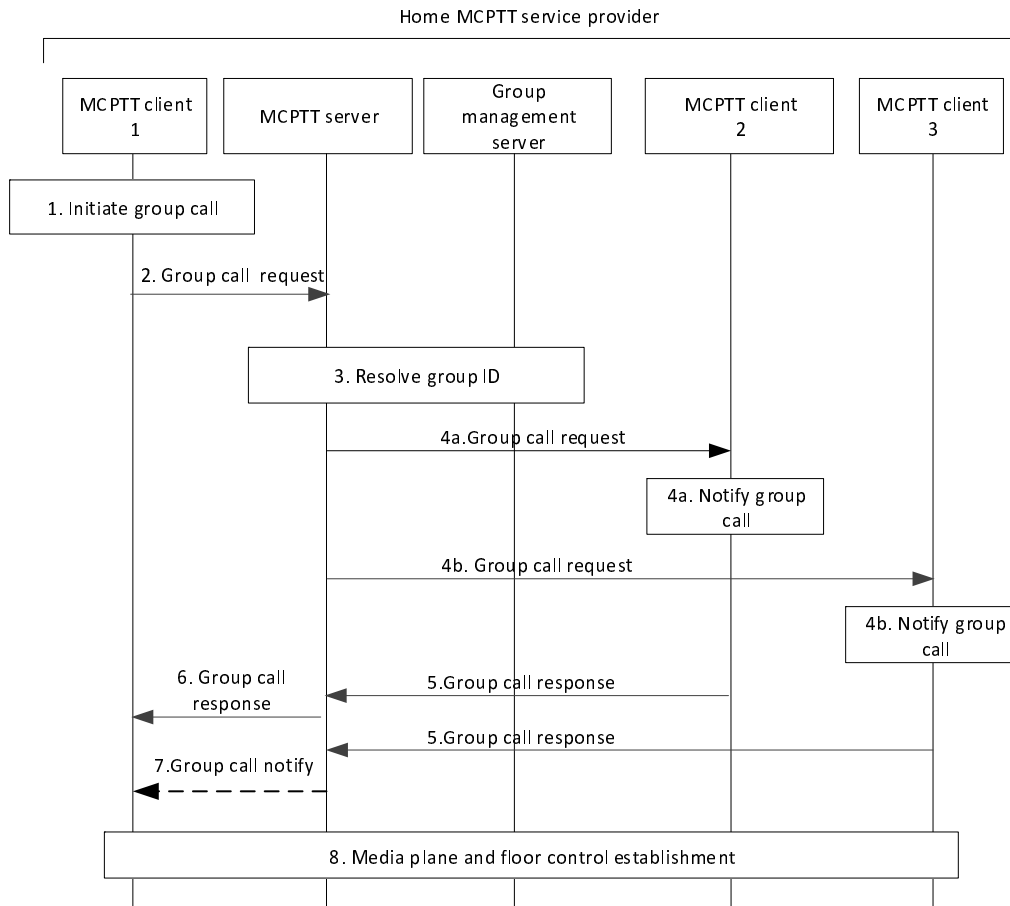 Home MCPTT service provider
MCPTT client
1
MCPTT server
Group
management
server
MCPTT client
2
MCPTT client
3
1. Initiate group call
2. Group call request
3. Resolve group ID
4a.Group call request
4a. Notify group
call
4b. Group call request
4b. Notify group
call
6. Group call
response
5.Group call response
5.Group call response
7.Group call notify
8. Media plane and floor control establishment